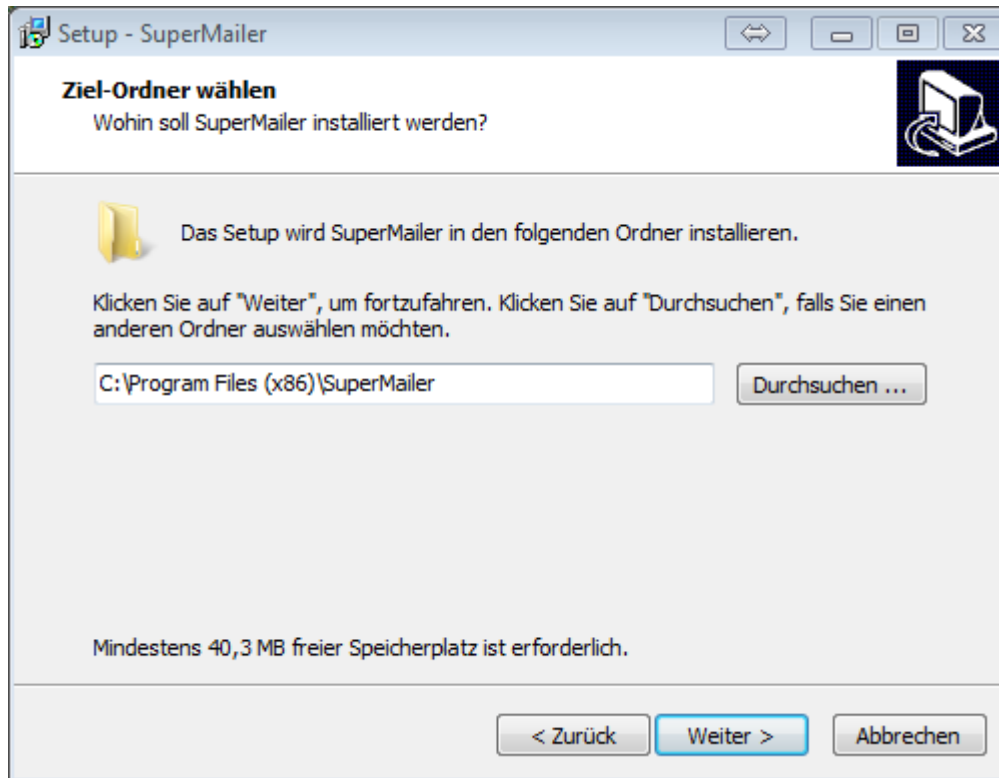 Setup - SuperMailer
Ziel-Ordner wählen
Wohin soll SuperMailer installiert werden?
Das Setup wird SuperMailer in den folgenden Ordner installieren.
Klicken Sie auf "Weiter", um fortzufahren. Klicken Sie auf "Durchsuchen", falls Sie einen
anderen Ordner auswählen möchten.
C:\Program Files (x86)\SuperMailer
Durchsuchen ...
Mindestens 40,3 MB freier Speicherplatz ist erforderlich.
< Zurück
Weiter >
Abbrechen